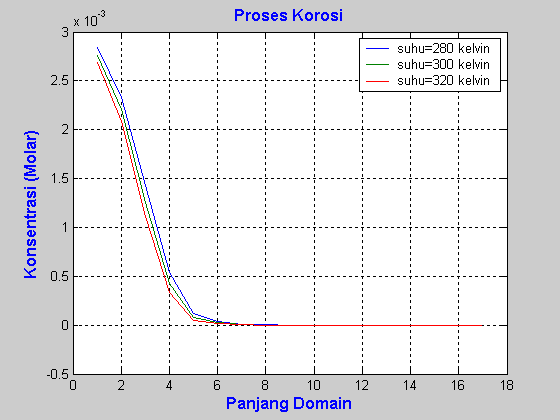 Proses Korosi
x 10^-3
3
2.5
2
1.5
1
0.5
0
-0.5
Konsentrasi (Molar)
suhu=280 kelvin
suhu=300 kelvin
suhu=320 kelvin
0 2 4 6 8 10 12 14 16 18
Panjang Domain